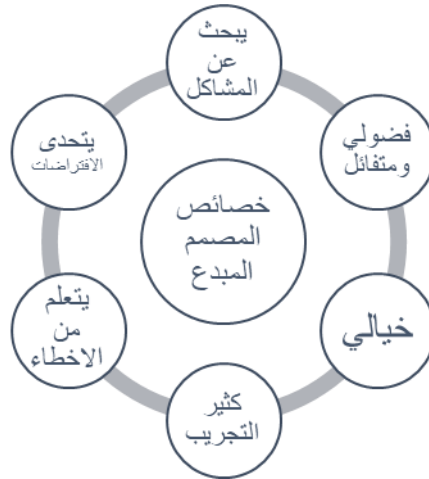 خصائص
المصمم
المبدع
يبحث
عن
المشاكل
فضولي
ومتفائل
خيالي
كثير
التجريب
يتعلم
من
الاخطاء
يتحدى
الافتراضات